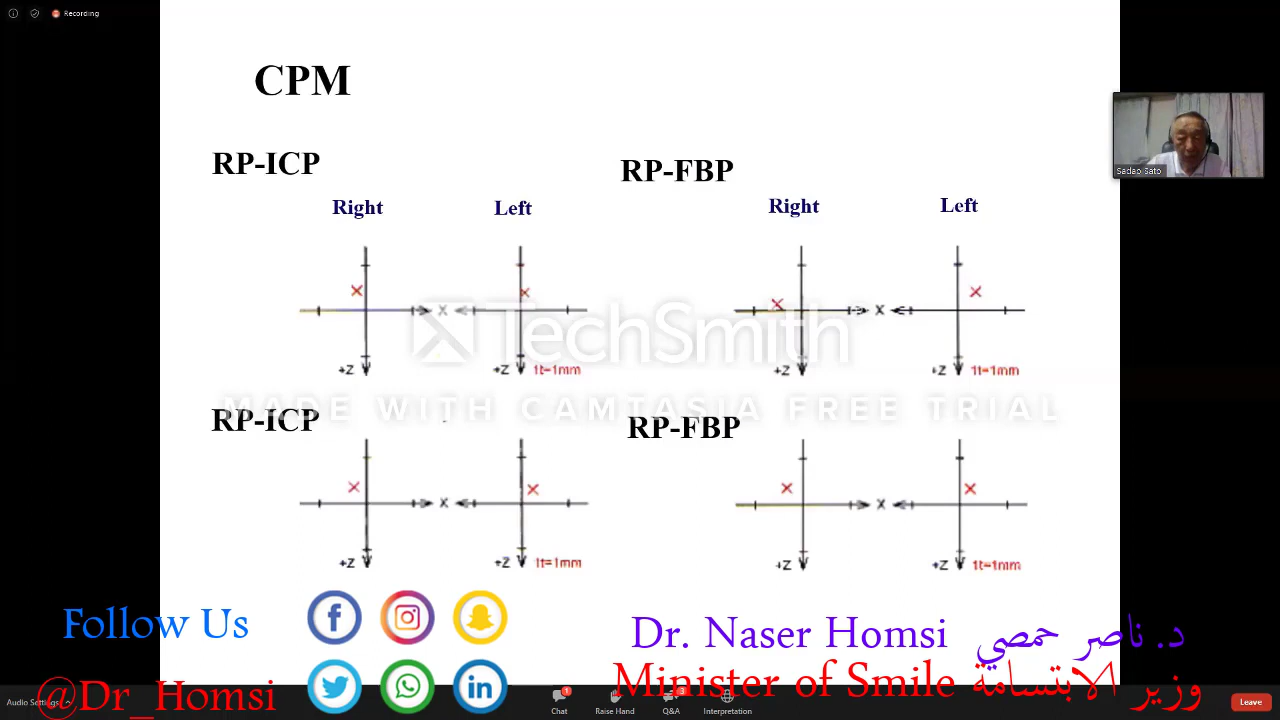 Recording
CPM
RP-ICP
RP-FBP
Right
Left
Right
Left
Sadao Sato
X
X
+Z
+Z
1t=1mm
+Z
+Z
1t=1mm
TechSmith
MADE WITH CAMTASIA FREE TRIAL
RP-ICP
RP-FBP
X
X
+Z
+Z
1t=1mm
+Z
+Z
1t=1mm
Follow Us
@Dr_Homsi
Dr. Naser Homsi د. ناصر حمصي
Minister of Smile وزير الابتسامة
Audio Settings
Chat
1
Raise Hand
Q&A
3
Interpretation
Leave